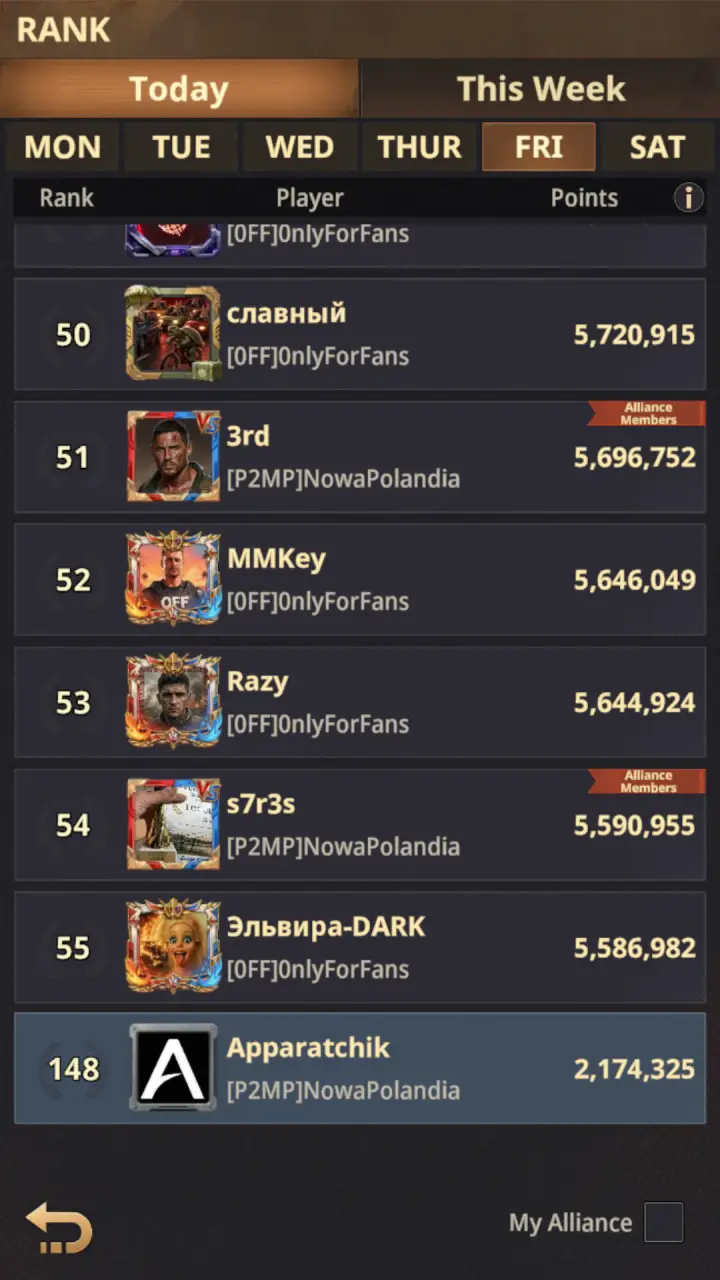 RANK
Today
This Week
MON
TUE
WED
THUR
FRI
SAT
Rank
Player
Points
i
[0FF]0nlyForFans
50
славный
[0FF]0nlyForFans
5,720,915
51
3rd
[P2MP]NowaPolandia
Alliance
Members
5,696,752
52
OFF
MMKey
[0FF]0nlyForFans
5,646,049
53
Razy
[0FF]0nlyForFans
5,644,924
54
s7r3s
[P2MP]NowaPolandia
Alliance
Members
5,590,955
55
Эльвира-DARK
[0FF]0nlyForFans
5,586,982
148
Apparatchik
[P2MP]NowaPolandia
2,174,325
My Alliance